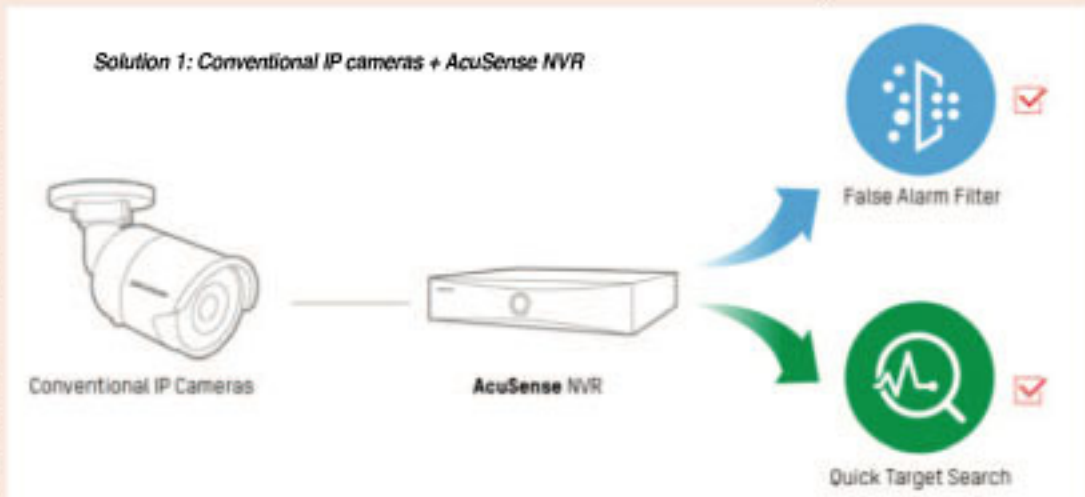 Solution 1: Conventional IP cameras + AcuSense NVR
False Alarm Filter
Conventional IP Cameras
AcuSense NVR
Quick Target Search